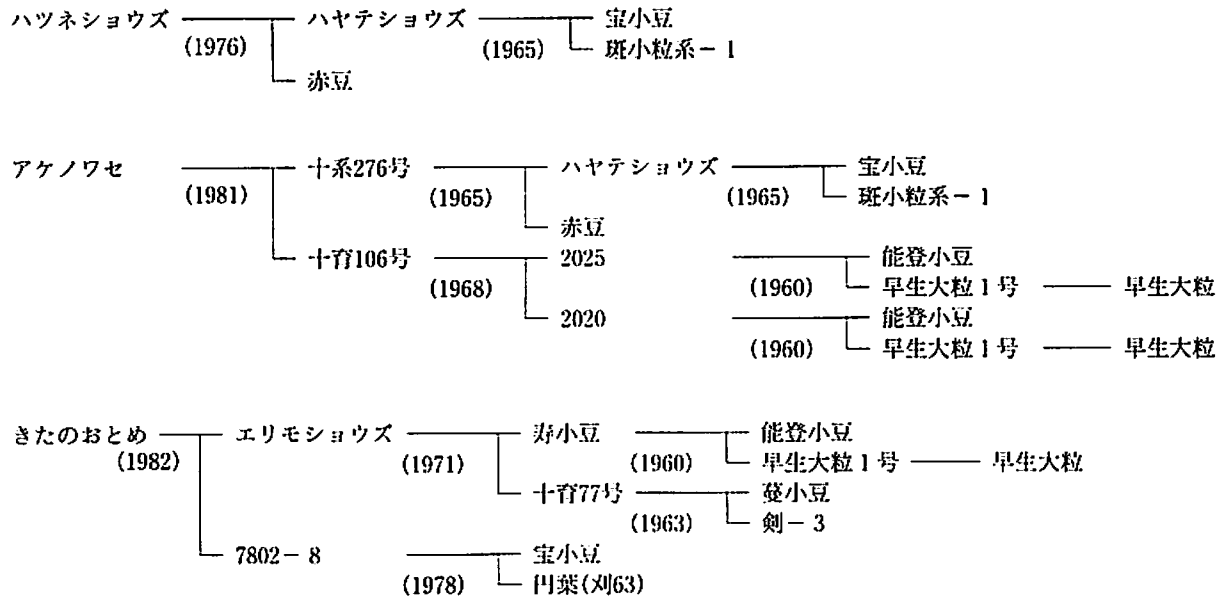 ハツネショウズ ハヤテショウズ 宝小豆
(1976) (1965) 斑小粒系－1
赤豆
アケノワセ 十系276号 ハヤテショウズ 宝小豆
(1981) (1965) (1965) 斑小粒系－1
赤豆
十育106号 2025 能登小豆
(1968) (1960) 早生大粒1号 早生大粒
2020 能登小豆
(1960) 早生大粒1号 早生大粒
きたのおとめ エリモショウズ 寿小豆 能登小豆
(1982) (1971) (1960) 早生大粒1号 早生大粒
十育77号 蔓小豆
(1963) 剣－3
7802－8 宝小豆
(1978) 円葉(刈63)